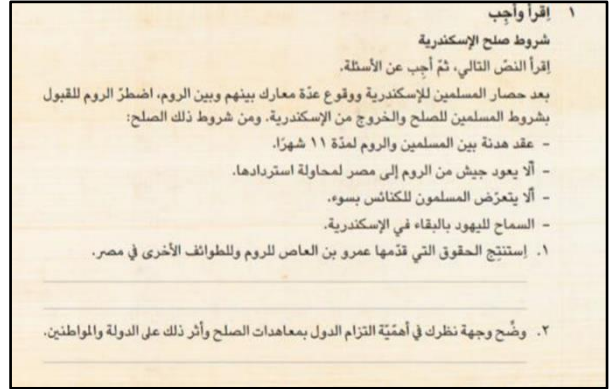 ١ إقرأ وأجِب
شروط صلح الإسكندرية
إقرأ النصّ التالي، ثمّ أجِب عن الأسئلة.
بعد حصار المسلمين للإسكندرية ووقوع عدّة معارك بينهم وبين الروم، اضطرّ الروم للقبول
بشروط المسلمين للصلح والخروج من الإسكندرية. ومن شروط ذلك الصلح:
- عقد هدنة بين المسلمين والروم لمدّة ١١ شهرًا.
- ألّا يعود جيش من الروم إلى مصر لمحاولة استردادها.
- ألّا يتعرّض المسلمون للكنائس بسوء.
- السماح لليهود بالبقاء في الإسكندرية.
١. إستنتِج الحقوق التي قدّمها عمرو بن العاص للروم وللطوائف الأخرى في مصر.
٢. وضَّح وجهة نظرك في أهمّيّة التزام الدول بمعاهدات الصلح وأثر ذلك على الدولة والمواطنين.